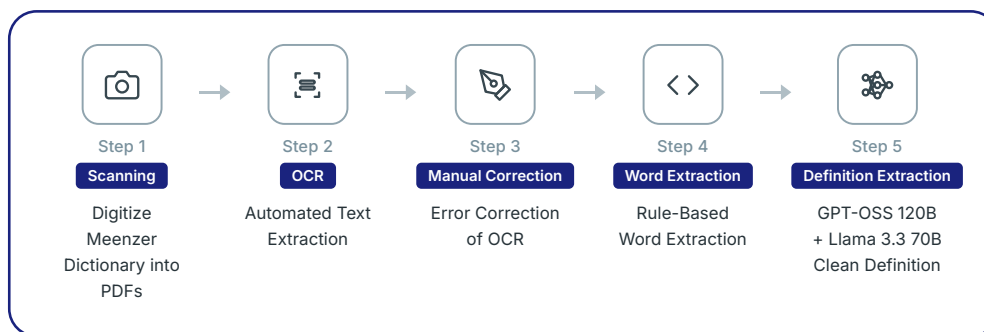 Step 1
Scanning
Digitize
Meenzer
Dictionary into
PDFs
Step 2
OCR
Automated Text
Extraction
Step 3
Manual Correction
Error Correction
of OCR
Step 4
Word Extraction
Rule-Based
Word Extraction
Step 5
Definition Extraction
GPT-OSS 120B
+ Llama 3.3 70B
Clean Definition